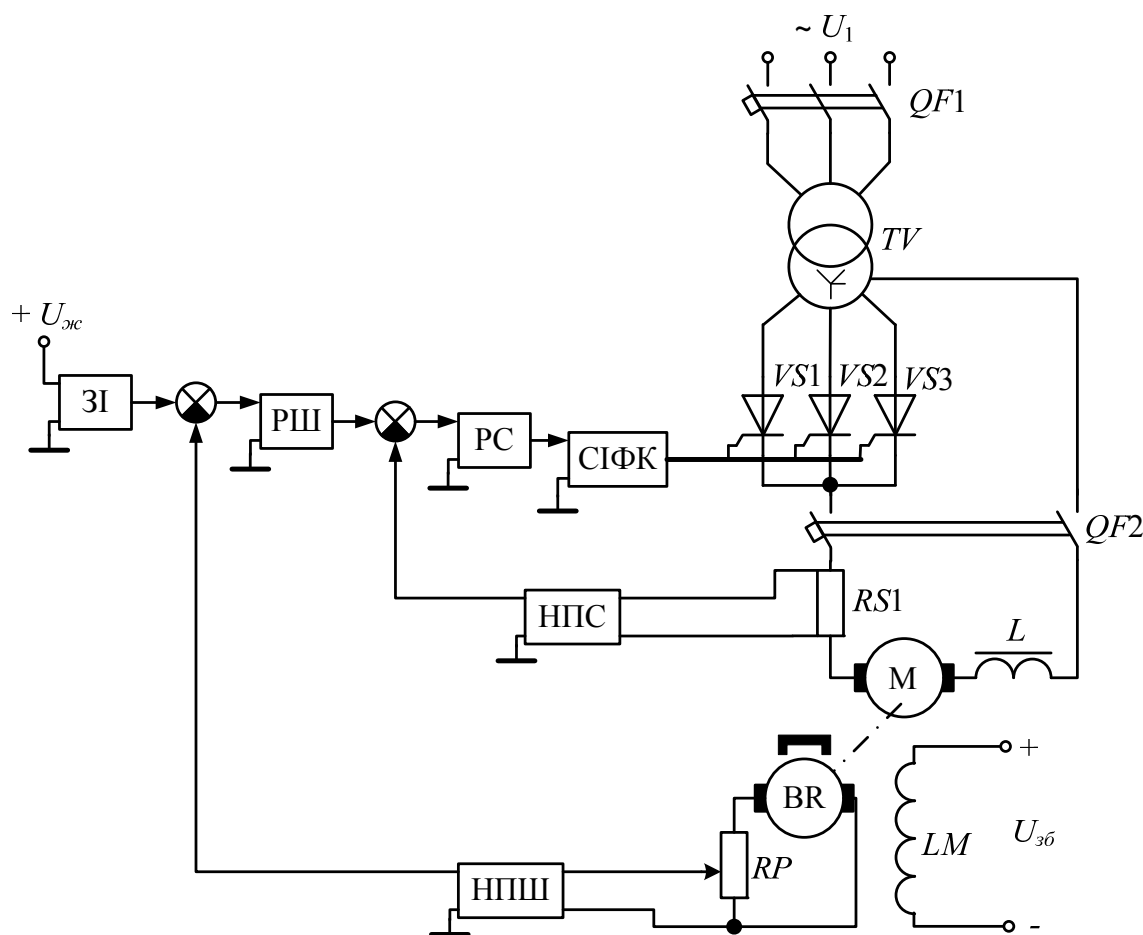 ~ U₁
QF1
TV
+ Uж
ЗІ
РШ
РС
СІФК
VS1
VS2
VS3
QF2
НПС
RS1
L
М
BR
+
LM
Uзб
НПШ
RP
-